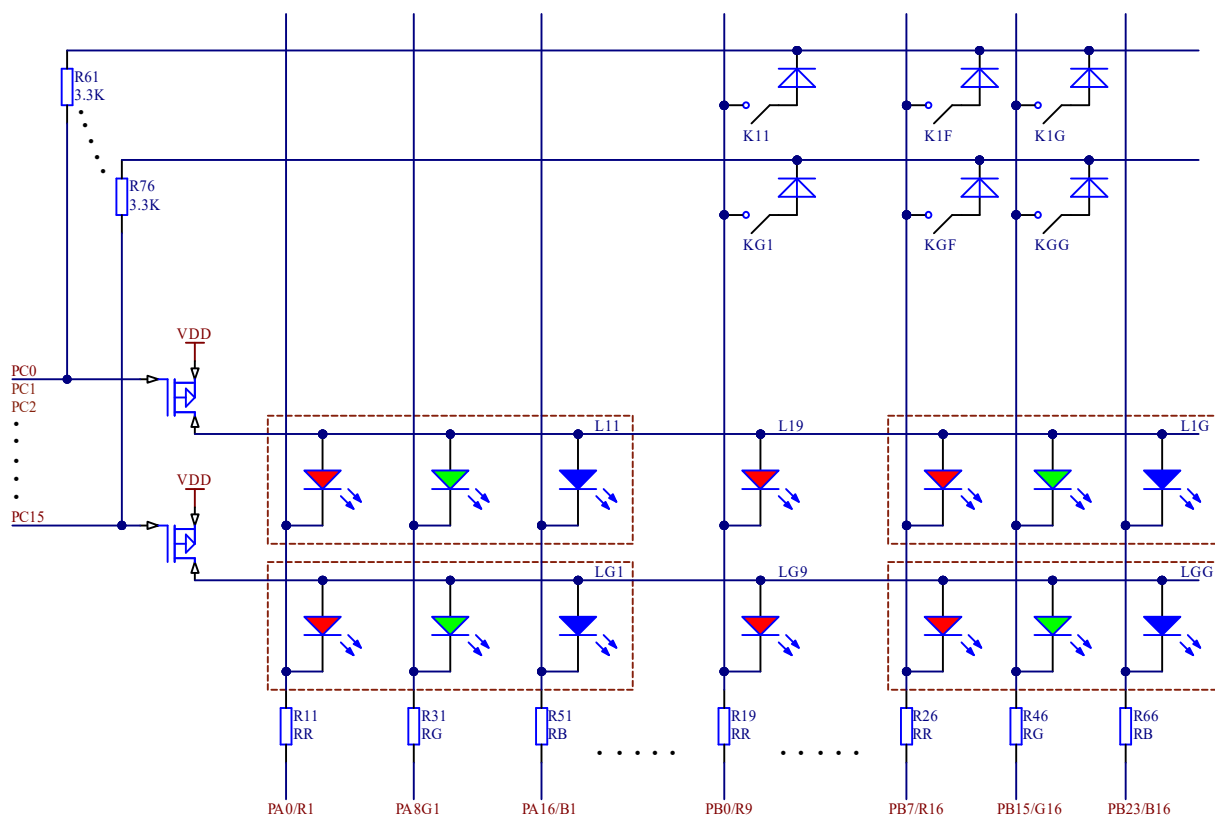 R61
3.3K
K11
K1F
K1G
R76
3.3K
KG1
KGF
KGG
VDD
PC0
PC1
PC2
L11
L19
L1G
VDD
PC15
LG1
LG9
LGG
R11
RR
R31
RG
R51
RB
R19
RR
R26
RR
R46
RG
R66
RB
PA0/R1
PA8G1
PA16/B1
PB0/R9
PB7/R16
PB15/G16
PB23/B16